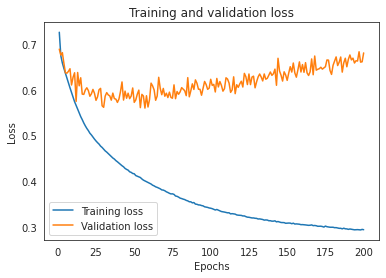 Training and validation loss
0.7
0.6
0.5
0.4
0.3
Loss
Training loss
Validation loss
0 25 50 75 100 125 150 175 200
Epochs